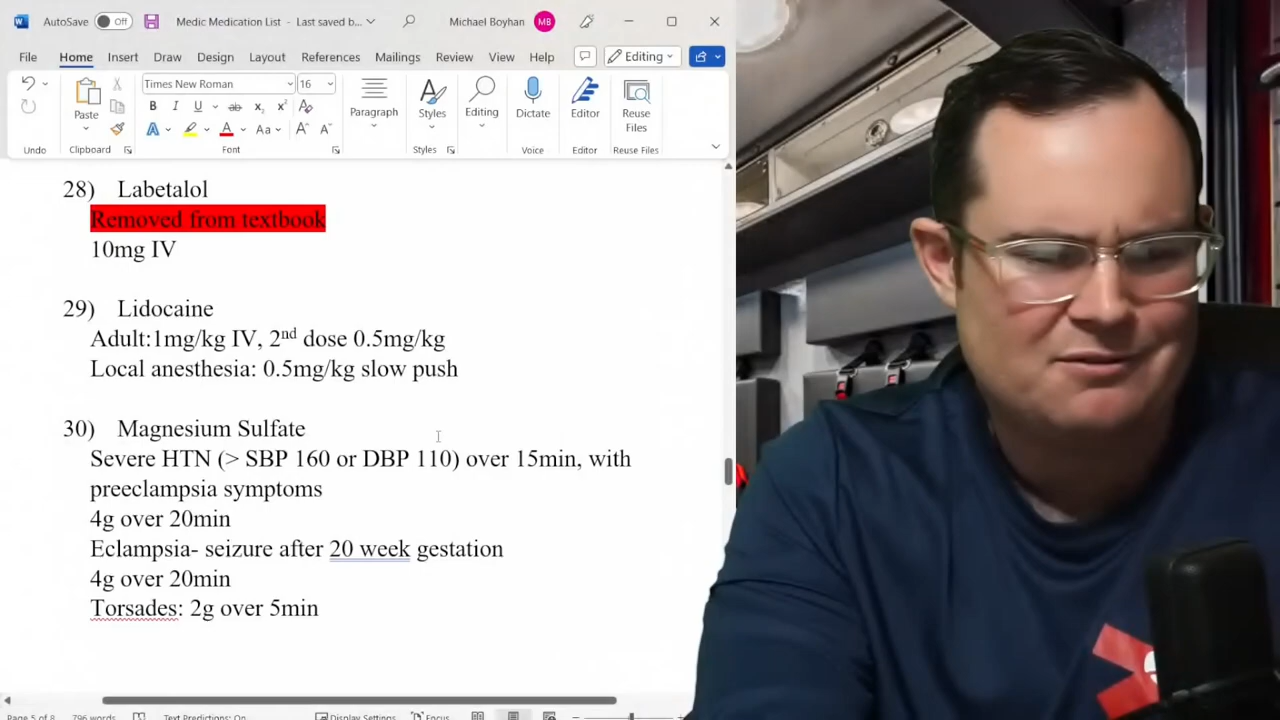 AutoSave Off Medic Medication List - Last saved b... Michael Boyhan MB
File Home Insert Draw Design Layout References Mailings Review View Help Editing
Times New Roman 16
Paste Paragraph Styles Editing Dictate Editor Reuse Files
B I U ab x₂ x² A
A A Aa A A
Undo Clipboard Font Styles Voice Editor Reuse Files
28) Labetalol
Removed from textbook
10mg IV
29) Lidocaine
Adult:1mg/kg IV, 2nd dose 0.5mg/kg
Local anesthesia: 0.5mg/kg slow push
30) Magnesium Sulfate
Severe HTN (> SBP 160 or DBP 110) over 15min, with
preeclampsia symptoms
4g over 20min
Eclampsia- seizure after 20 week gestation
4g over 20min
Torsades: 2g over 5min
Page 5 of 8 796 words Text Predictions: On Display Settings Focus